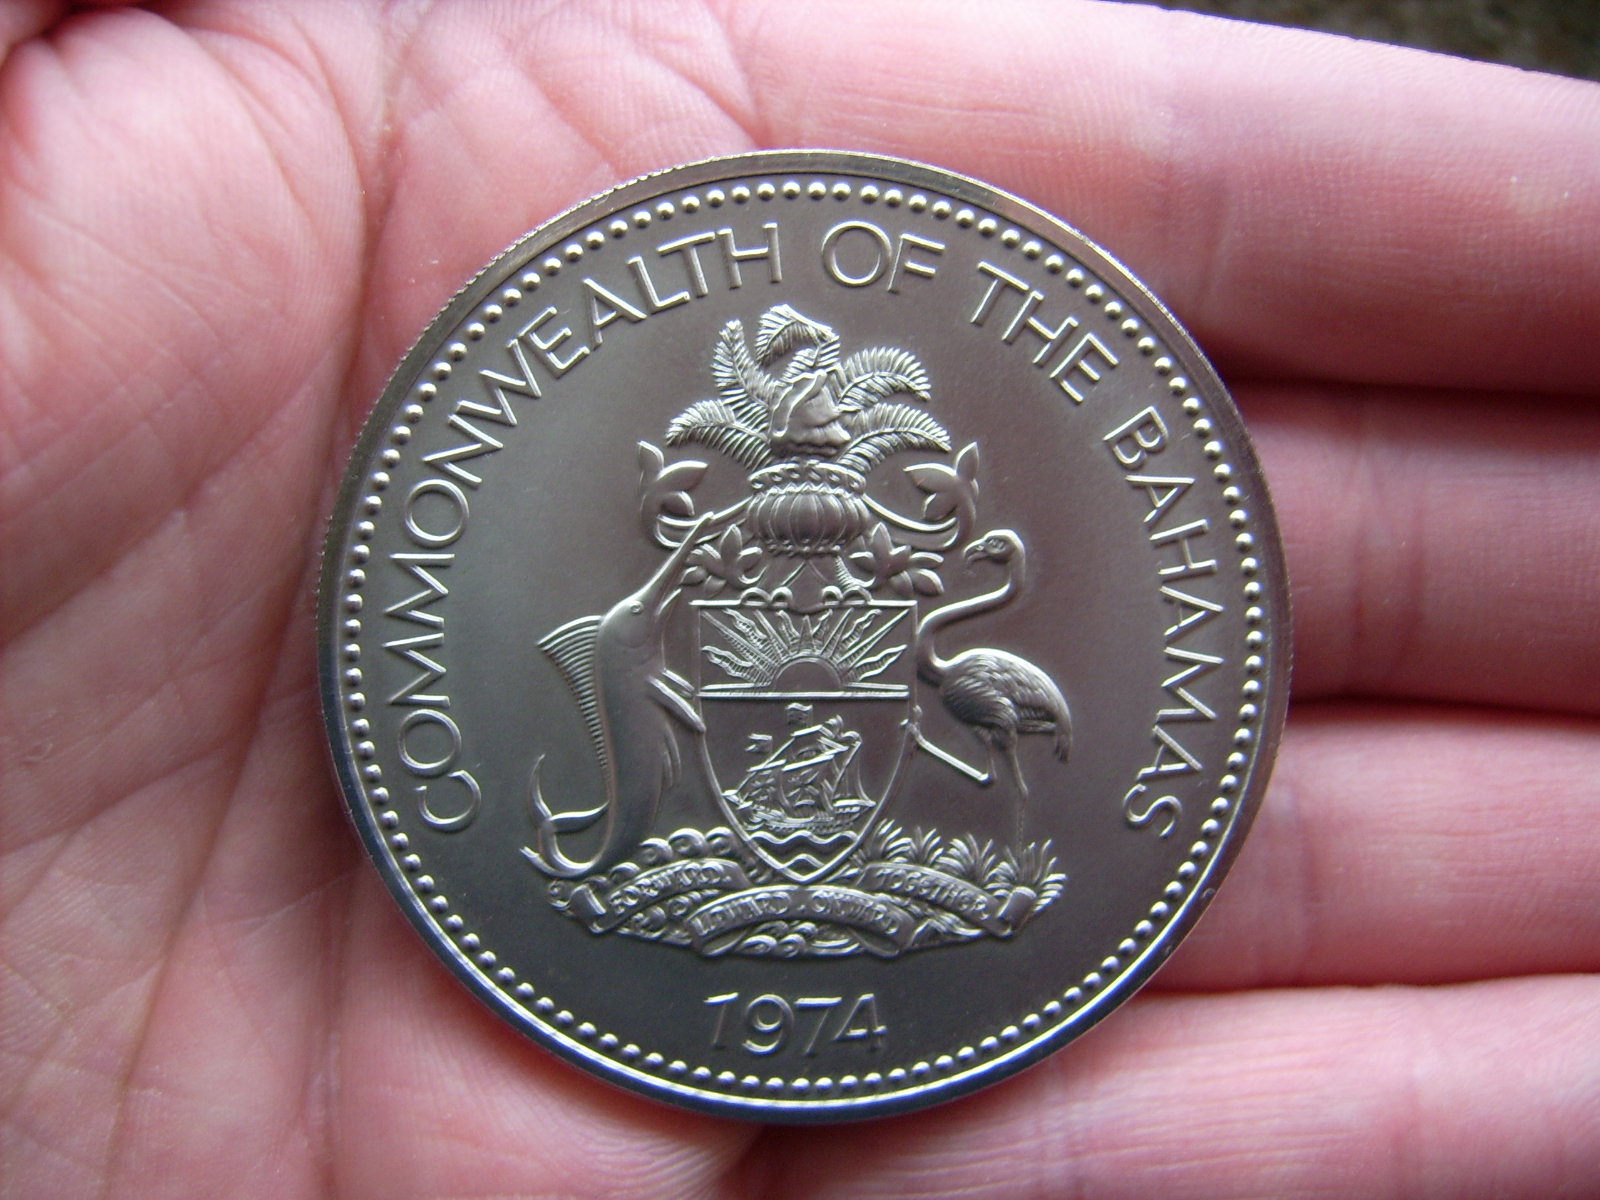 COMMONWEALTH OF THE BAHAMAS
FORWARD. UPWARD. ONWARD. TOGETHER
1974